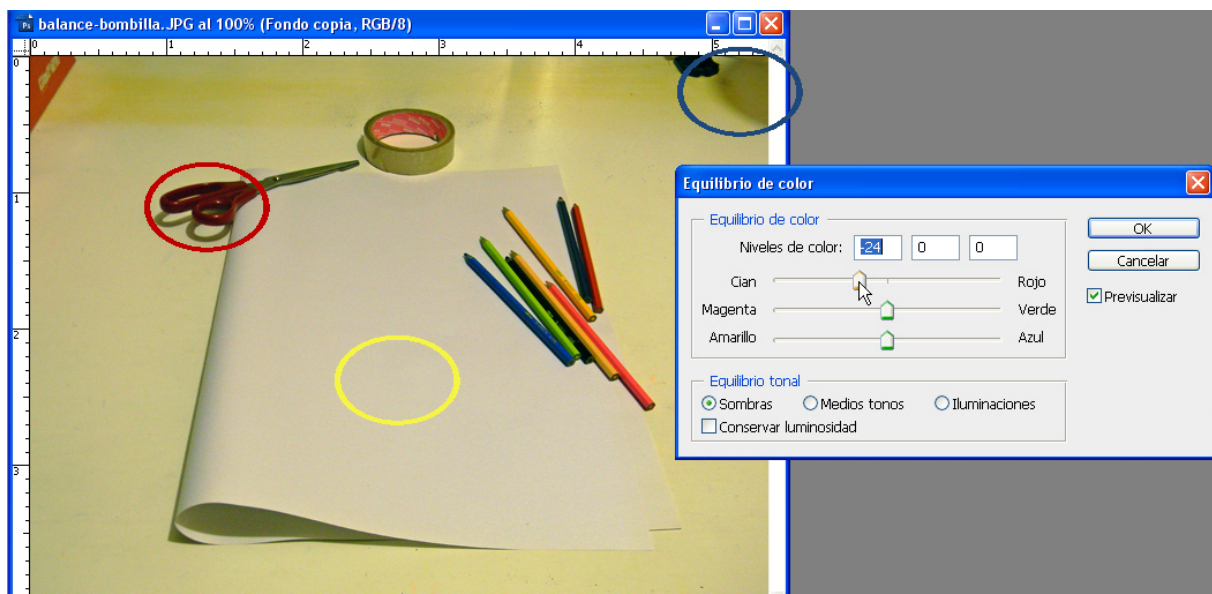 Ps balance-bombilla.JPG al 100% (Fondo copia, RGB/8)
0 1 2 3 4 5
0
1
2
3
Equilibrio de color
Equilibrio de color
Niveles de color: -24 0 0
Cian Rojo
Magenta Verde
Amarillo Azul
Equilibrio tonal
Sombras Medios tonos Iluminaciones
Conservar luminosidad
OK
Cancelar
Previsualizar